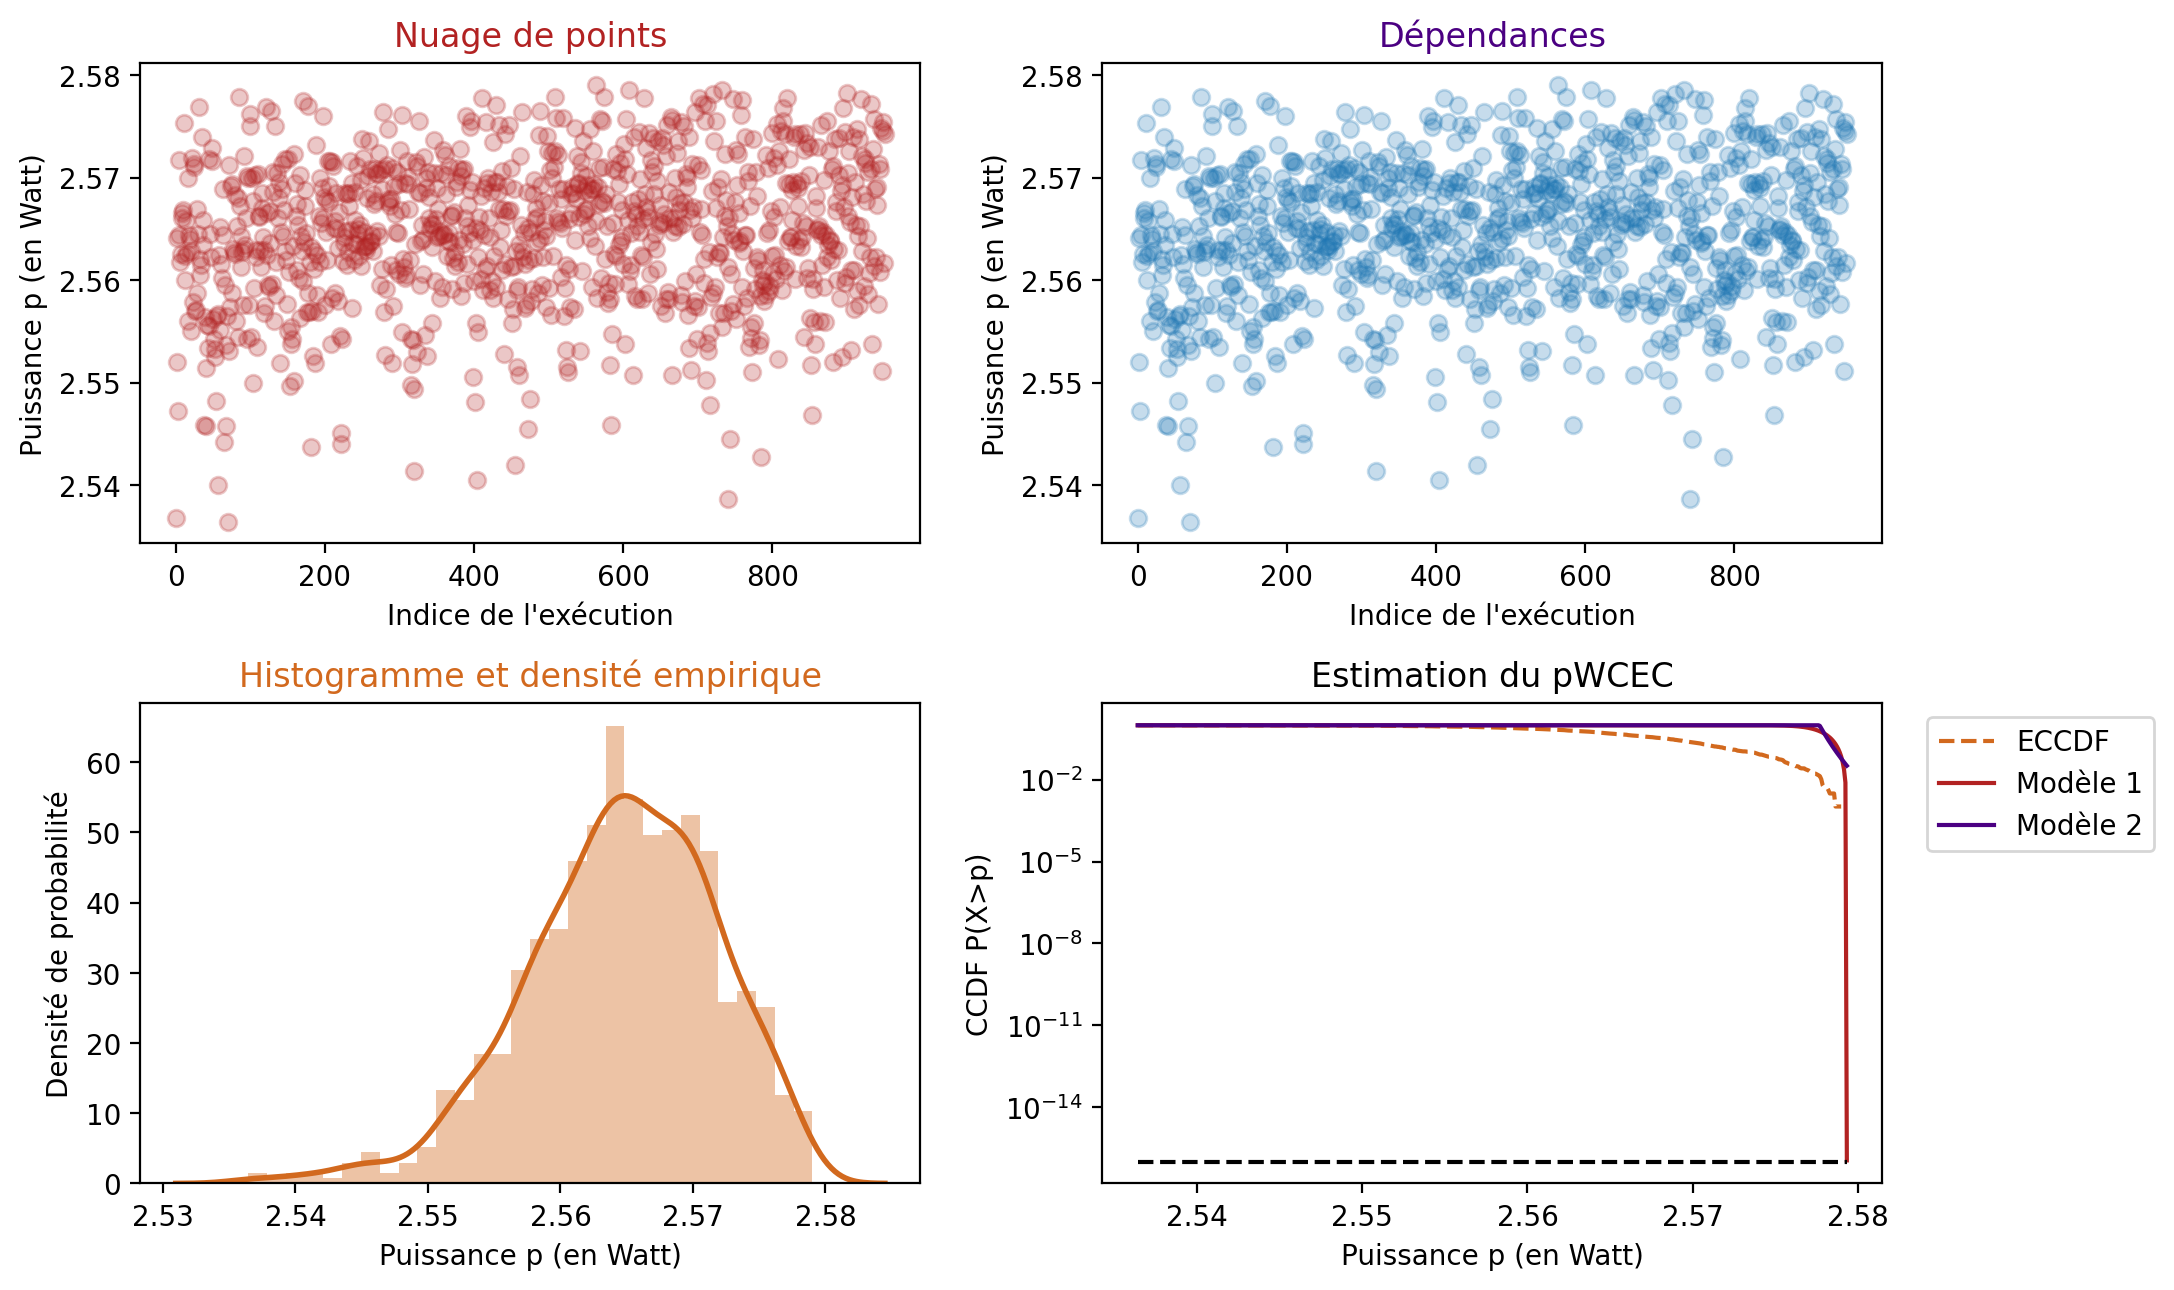 Nuage de points
Puissance p (en Watt)
2.58
2.57
2.56
2.55
2.54
0 200 400 600 800
Indice de l'exécution
Dépendances
Puissance p (en Watt)
2.58
2.57
2.56
2.55
2.54
0 200 400 600 800
Indice de l'exécution
Histogramme et densité empirique
Densité de probabilité
60
50
40
30
20
10
0
2.53 2.54 2.55 2.56 2.57 2.58
Puissance p (en Watt)
Estimation du pWCEC
CCDF P(X>p)
10⁻²
10⁻⁵
10⁻⁸
10⁻¹¹
10⁻¹⁴
2.54 2.55 2.56 2.57 2.58
Puissance p (en Watt)
ECCDF
Modèle 1
Modèle 2